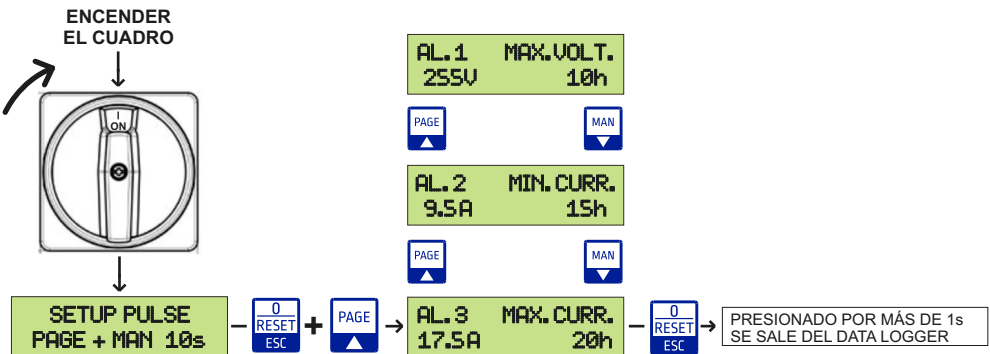 ENCENDER
EL CUADRO
I
ON
SETUP PULSE
PAGE + MAN 10s
0
RESET
ESC
+
PAGE
AL.1 MAX.VOLT.
255V 10h
PAGE
MAN
AL.2 MIN.CURR.
9.5A 15h
PAGE
MAN
AL.3 MAX.CURR.
17.5A 20h
0
RESET
ESC
PRESIONADO POR MÁS DE 1s
SE SALE DEL DATA LOGGER